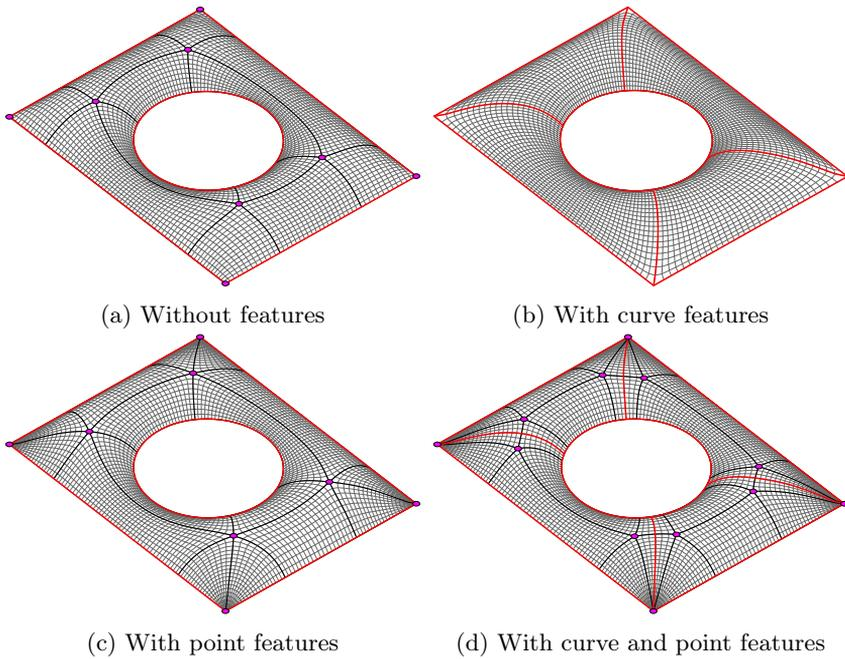 (a) Without features
(b) With curve features
(c) With point features
(d) With curve and point features